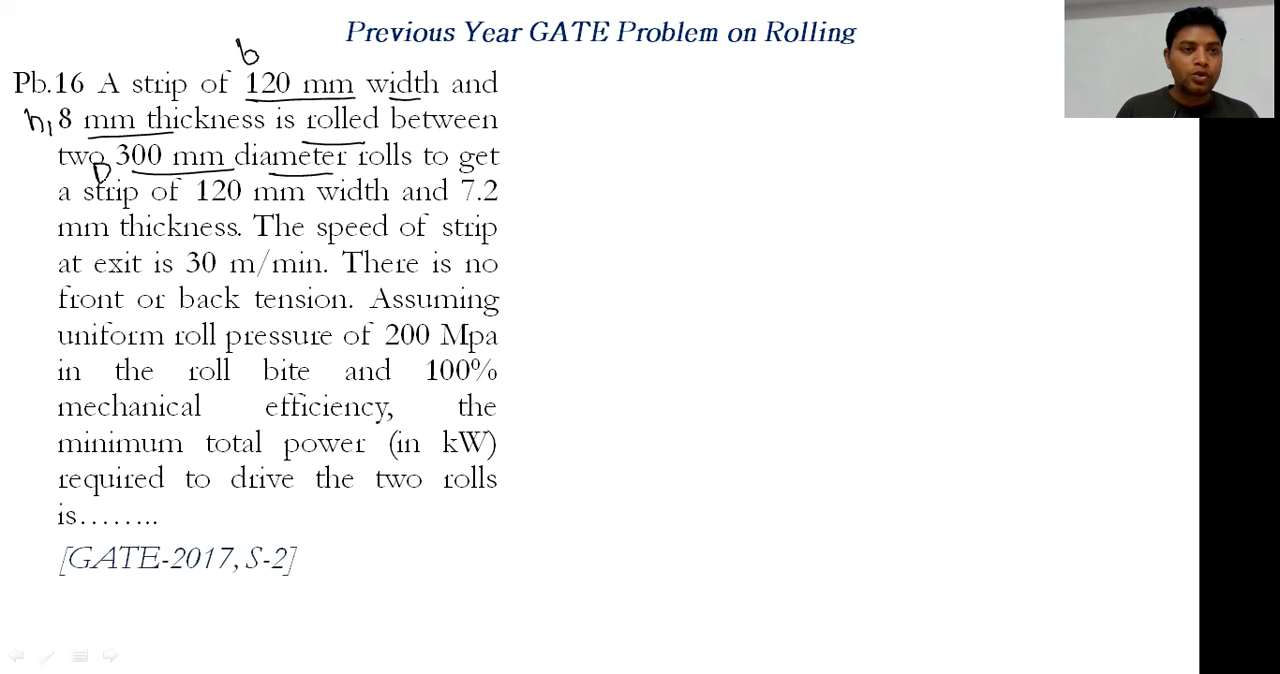 Previous Year GATE Problem on Rolling
b
Pb.16 A strip of 120 mm width and
h1 8 mm thickness is rolled between
two 300 mm diameter rolls to get
D
a strip of 120 mm width and 7.2
mm thickness. The speed of strip
at exit is 30 m/min. There is no
front or back tension. Assuming
uniform roll pressure of 200 Mpa
in the roll bite and 100%
mechanical efficiency, the
minimum total power (in kW)
required to drive the two rolls
is……..
[GATE-2017, S-2]